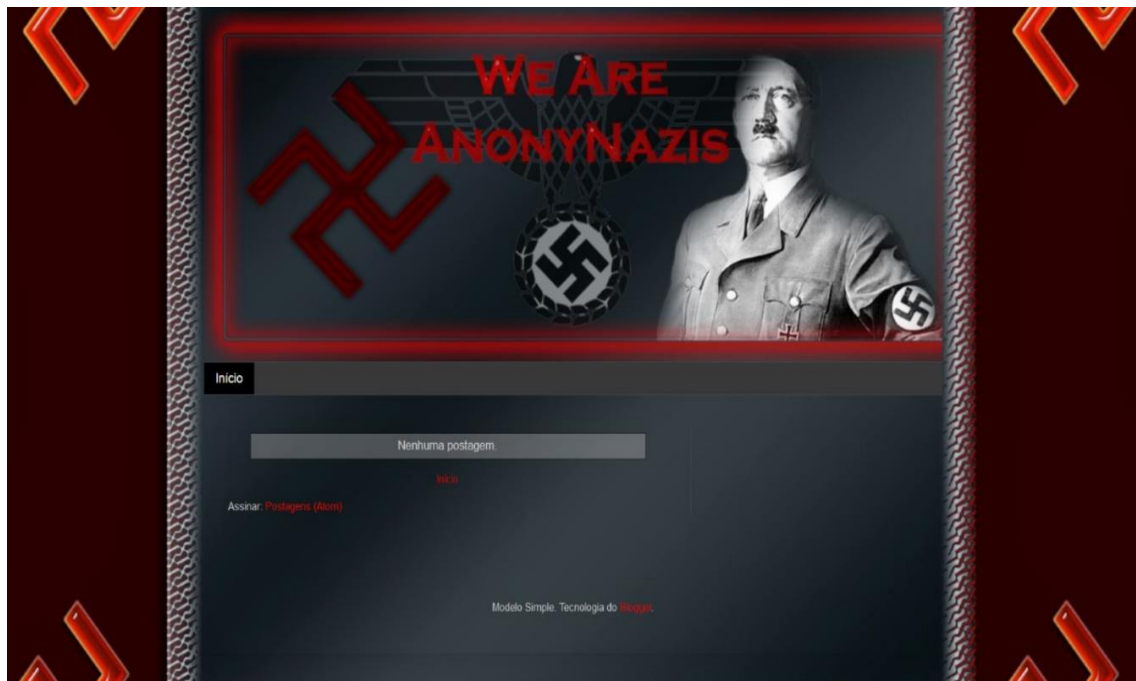 We Are
AnonyNazis
Início
Nenhuma postagem.
Início
Assinar: Postagens (Atom)
Modelo Simple. Tecnologia do Blogger.